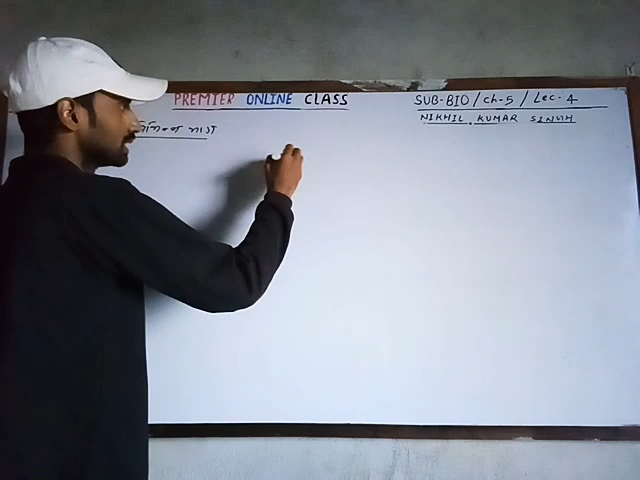 PREMIER ONLINE CLASS
SUB-BIO / Ch-5 / Lec-4
NIKHIL KUMAR SINGH